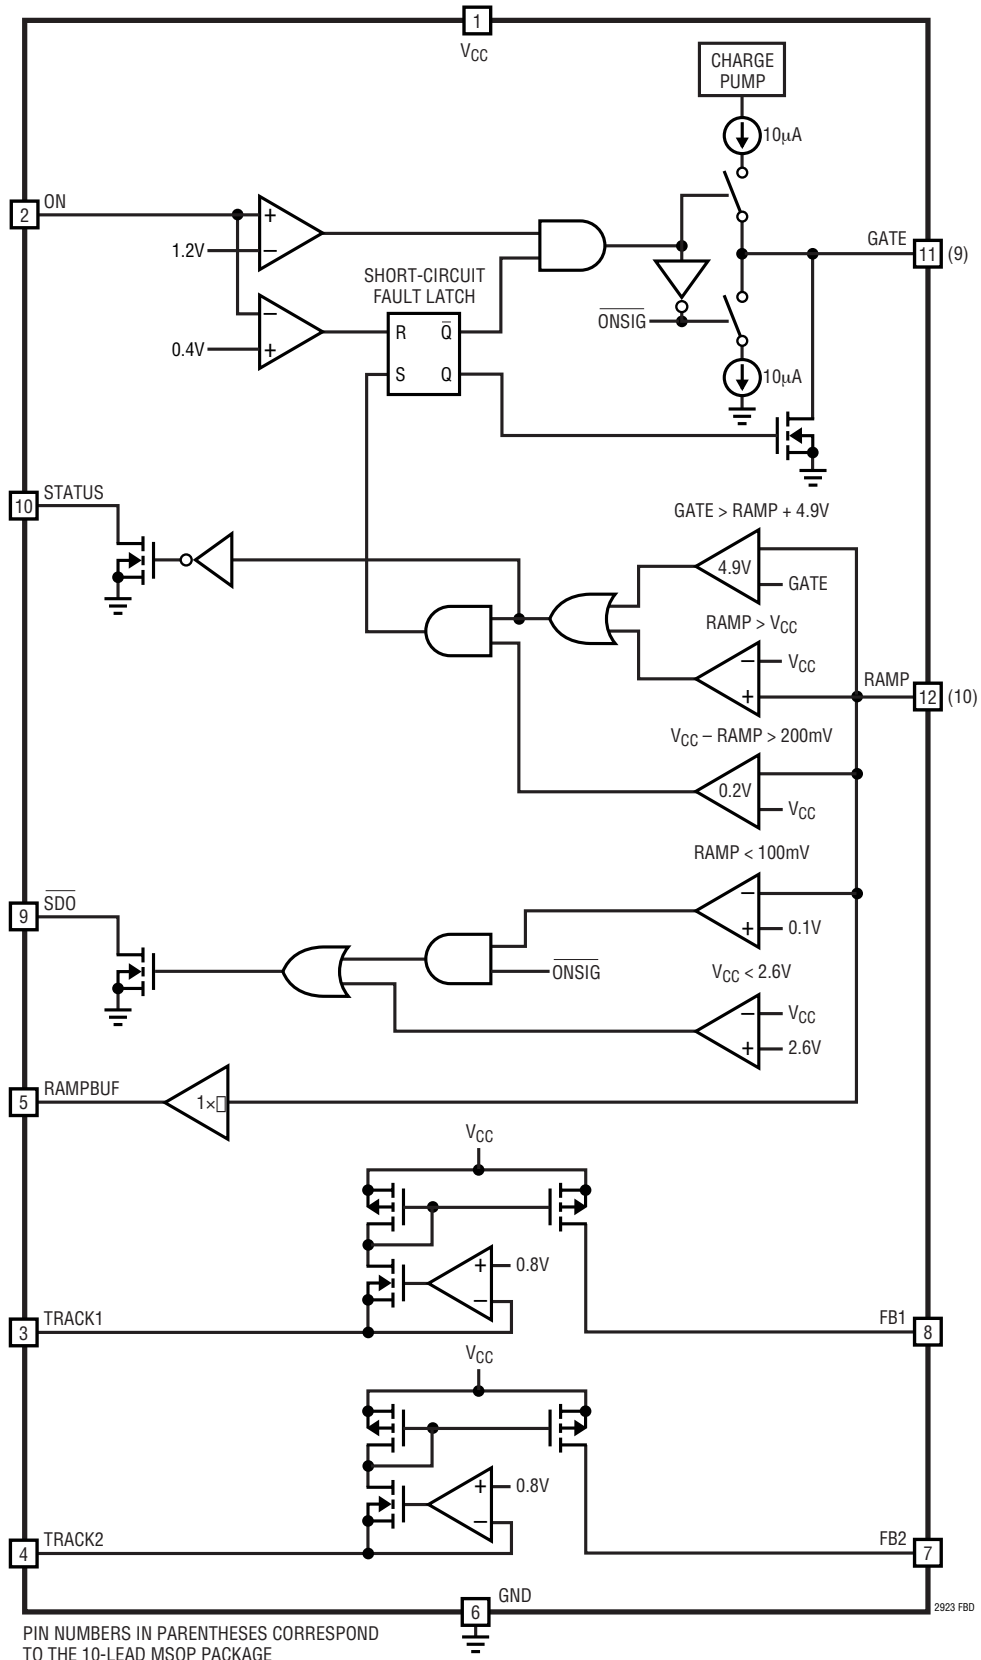 1
VCC
CHARGE
PUMP
10μA
2
ON
1.2V
0.4V
SHORT-CIRCUIT
FAULT LATCH
R
Q̅
S
Q
O̅N̅S̅I̅G̅
10μA
GATE
11
(9)
10
STATUS
GATE > RAMP + 4.9V
4.9V
GATE
RAMP > VCC
VCC
RAMP
12
(10)
VCC – RAMP > 200mV
0.2V
VCC
RAMP < 100mV
0.1V
9
S̅D̅O̅
O̅N̅S̅I̅G̅
VCC < 2.6V
VCC
2.6V
5
RAMPBUF
1×▯
VCC
0.8V
3
TRACK1
FB1
8
VCC
0.8V
4
TRACK2
FB2
7
6
GND
2923 FBD
PIN NUMBERS IN PARENTHESES CORRESPOND
TO THE 10-LEAD MSOP PACKAGE